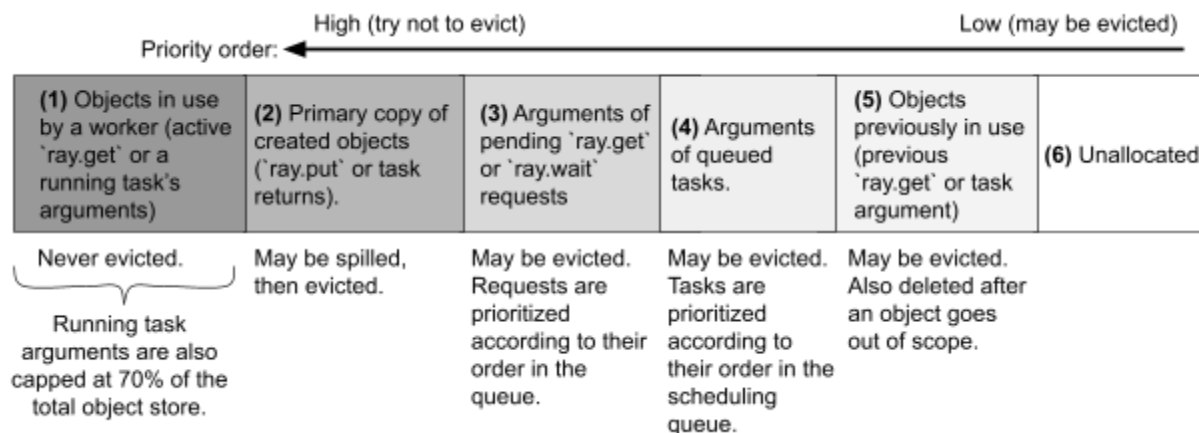 High (try not to evict)
Low (may be evicted)
Priority order:
(1) Objects in use
by a worker (active
`ray.get` or a
running task's
arguments)
(2) Primary copy of
created objects
(`ray.put` or task
returns).
(3) Arguments of
pending `ray.get`
or `ray.wait`
requests
(4) Arguments
of queued
tasks.
(5) Objects
previously in use
(previous
`ray.get` or task
argument)
(6) Unallocated
Never evicted.
Running task
arguments are also
capped at 70% of the
total object store.
May be spilled,
then evicted.
May be evicted.
Requests are
prioritized
according to their
order in the
queue.
May be evicted.
Tasks are
prioritized
according to
their order in the
scheduling
queue.
May be evicted.
Also deleted after
an object goes
out of scope.